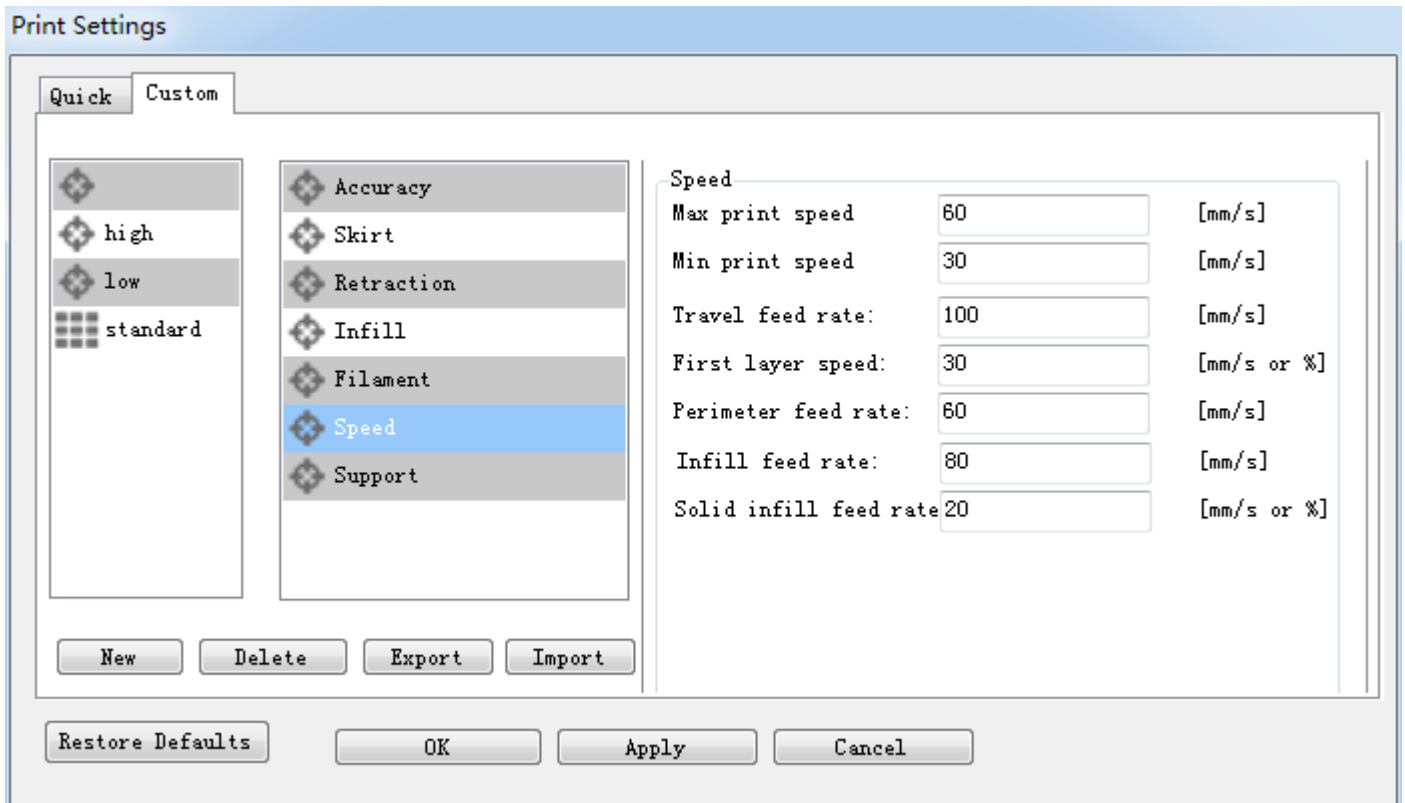 Print Settings
Quick Custom
high
low
standard
Accuracy
Skirt
Retraction
Infill
Filament
Speed
Support
Speed
Max print speed 60 [mm/s]
Min print speed 30 [mm/s]
Travel feed rate: 100 [mm/s]
First layer speed: 30 [mm/s or %]
Perimeter feed rate: 60 [mm/s]
Infill feed rate: 80 [mm/s]
Solid infill feed rate 20 [mm/s or %]
New Delete Export Import
Restore Defaults OK Apply Cancel